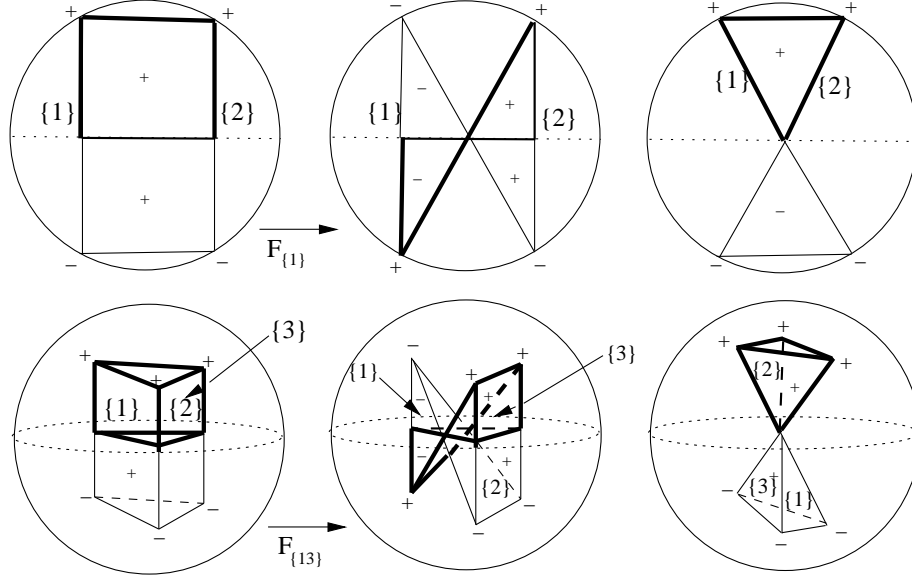 + + − + + +
+ − + +
{1} {2} {1} {2} {1} {2}
+ − + −
− − + − − −
F{1}
{3}
+ + + − + + + +
{1} {3} {2} +
{1} {2} + −
+ − {2} + {3} + {1}
− − − + − − − − −
F{13}